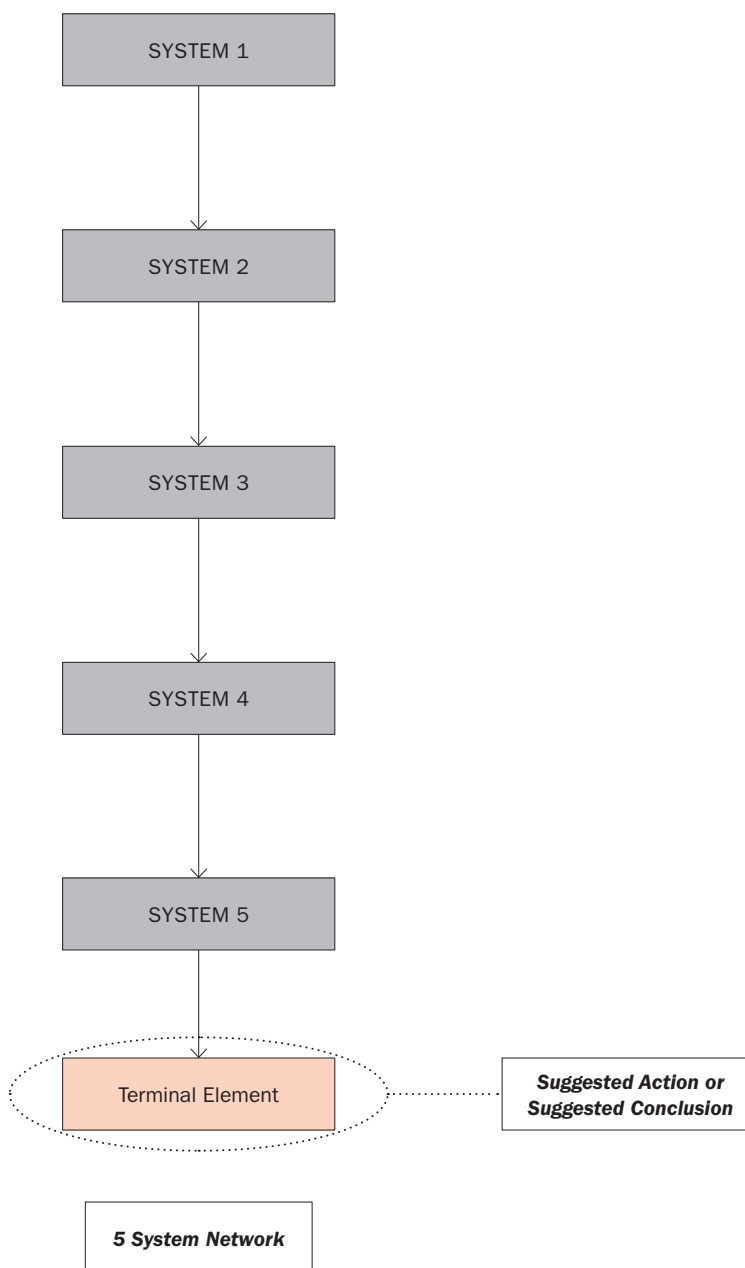 SYSTEM 1
SYSTEM 2
SYSTEM 3
SYSTEM 4
SYSTEM 5
Terminal Element
Suggested Action or
Suggested Conclusion
5 System Network